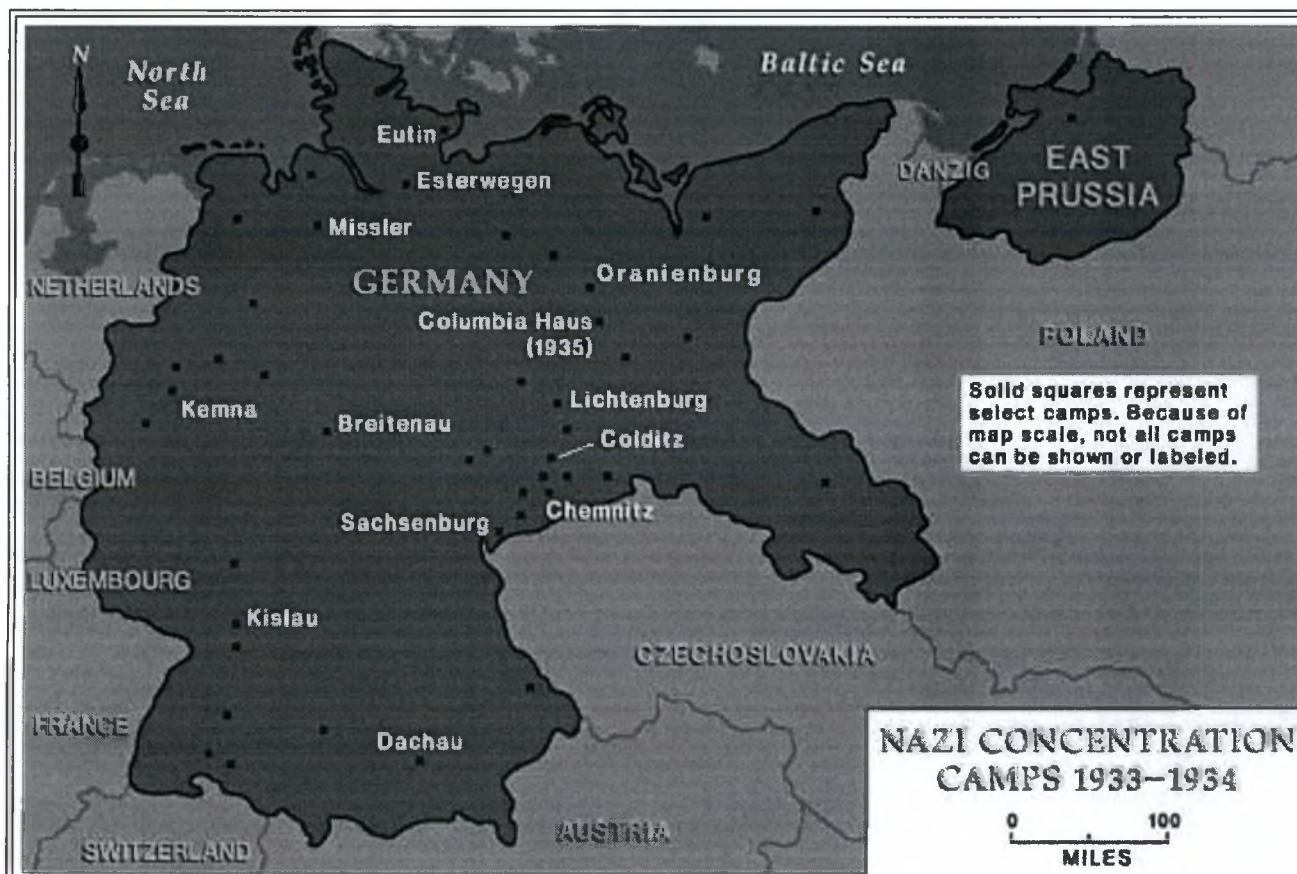 N
North
Sea
Baltic Sea
Eutin
Esterwegen
DANZIG
EAST
PRUSSIA
Missler
NETHERLANDS
GERMANY
Oranienburg
Columbia Haus
(1935)
POLAND
Solid squares represent
select camps. Because of
map scale, not all camps
can be shown or labeled.
Kemna
Breitenau
Lichtenburg
Colditz
BELGIUM
Sachsenburg
Chemnitz
LUXEMBOURG
Kislau
CZECHOSLOVAKIA
FRANCE
Dachau
NAZI CONCENTRATION
CAMPS 1933–1934
0 100
MILES
AUSTRIA
SWITZERLAND